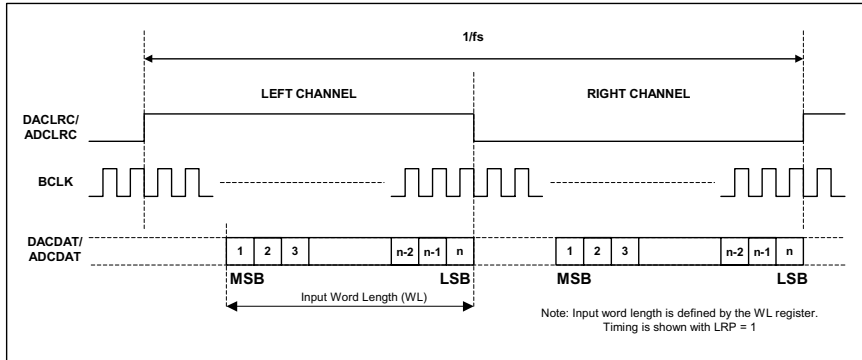 1/fs
LEFT CHANNEL
RIGHT CHANNEL
DACLRC/
ADCLRC
BCLK
DACDAT/
ADCDAT
1 2 3 n-2 n-1 n 1 2 3 n-2 n-1 n
MSB LSB MSB LSB
Input Word Length (WL)
Note: Input word length is defined by the WL register.
Timing is shown with LRP = 1